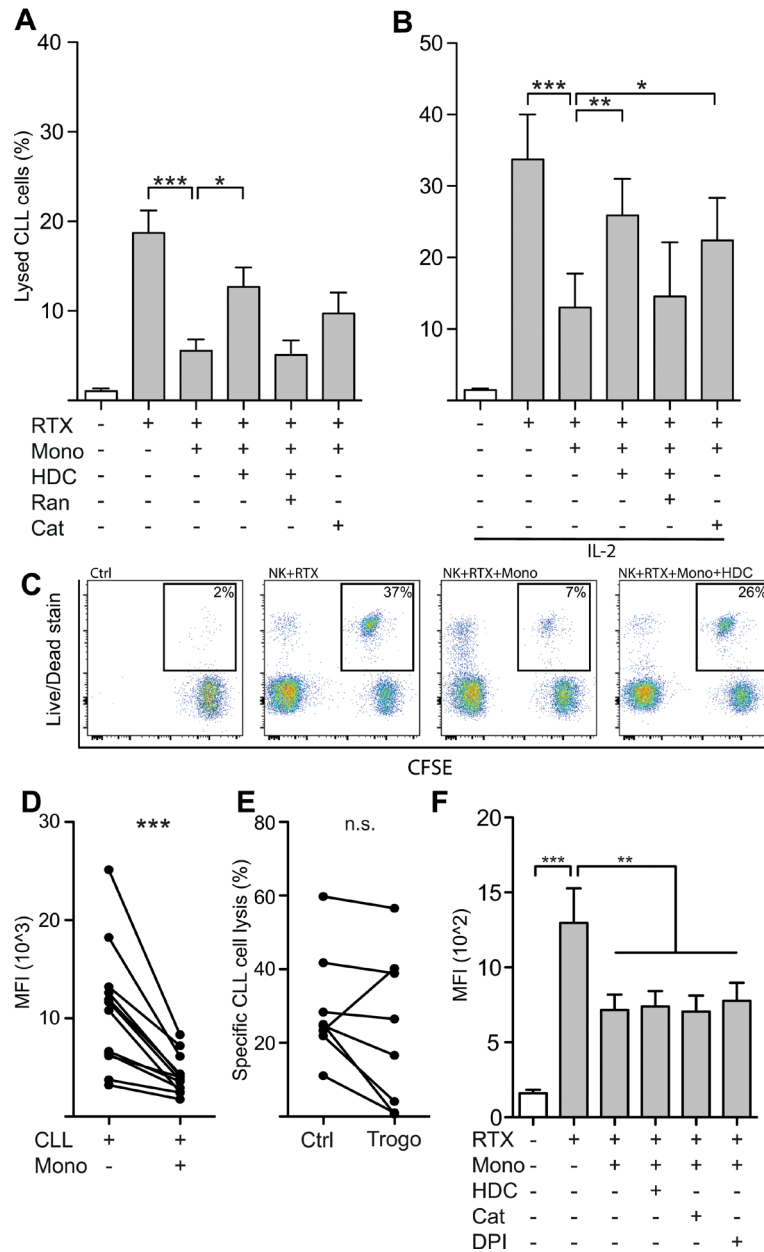 A
Lysed CLL cells (%)
40
30
20
10
*** *
RTX - + + + + +
Mono - - + + + +
HDC - - - + + -
Ran - - - - + -
Cat - - - - - +
B
50
40
30
20
10
*** ** *
- + + + + +
- - + + + +
- - - + + -
- - - - + -
- - - - - +
IL-2
C
Ctrl NK+RTX NK+RTX+Mono NK+RTX+Mono+HDC
2% 37% 7% 26%
Live/Dead stain
CFSE
D
MFI (10^3)
30
20
10
***
CLL + +
Mono - +
E
Specific CLL cell lysis (%)
80
60
40
20
n.s.
Ctrl Trogo
F
MFI (10^2)
20
15
10
5
0
*** **
RTX - + + + + +
Mono - - + + + +
HDC - - - + - -
Cat - - - - + -
DPI - - - - - +